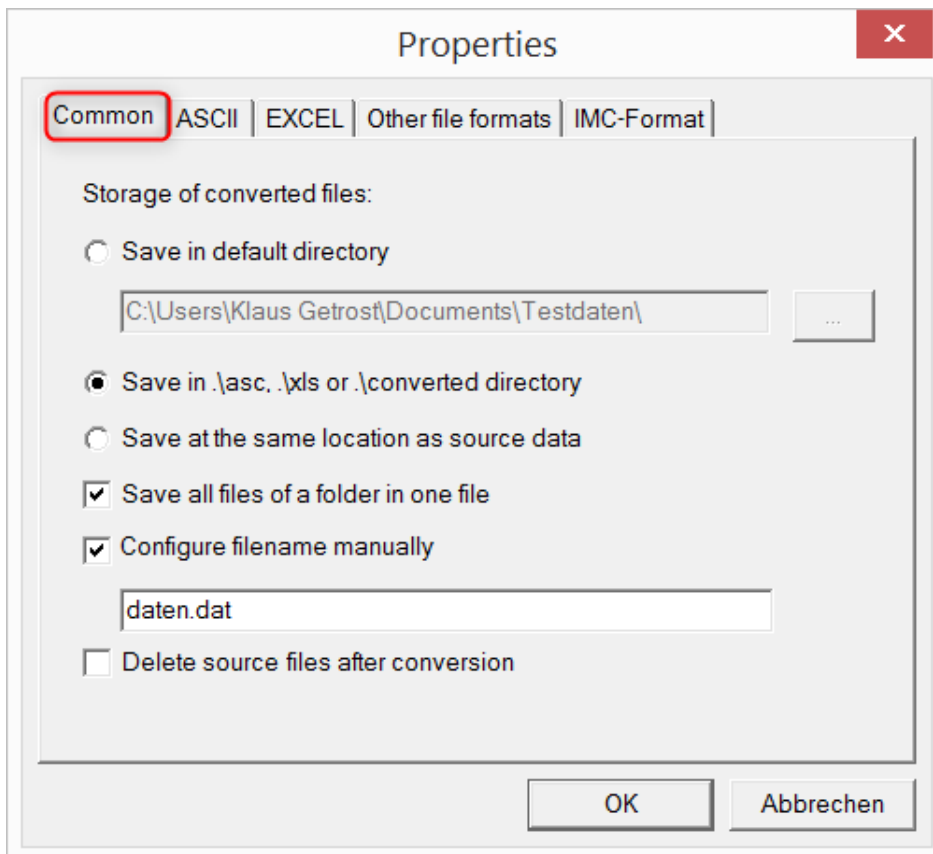 Properties
Common ASCII EXCEL Other file formats IMC-Format
Storage of converted files:
Save in default directory
C:\Users\Klaus Getrost\Documents\Testdaten\ ...
Save in .\asc, .\xls or .\converted directory
Save at the same location as source data
Save all files of a folder in one file
Configure filename manually
daten.dat
Delete source files after conversion
OK Abbrechen